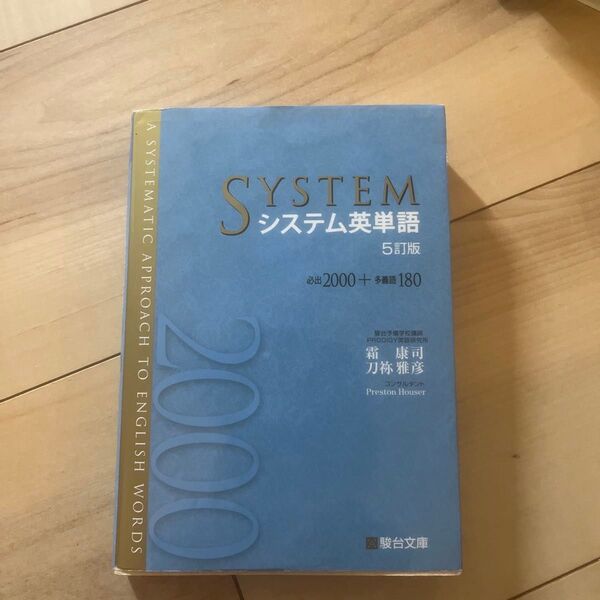 A SYSTEMATIC APPROACH TO ENGLISH WORDS
SYSTEM
システム英単語
5訂版
必出2000＋多義語180
駿台予備学校講師
PRODIGY英語研究所
霜 康司
刀祢 雅彦
コンサルタント
Preston Houser
2000
駿台文庫